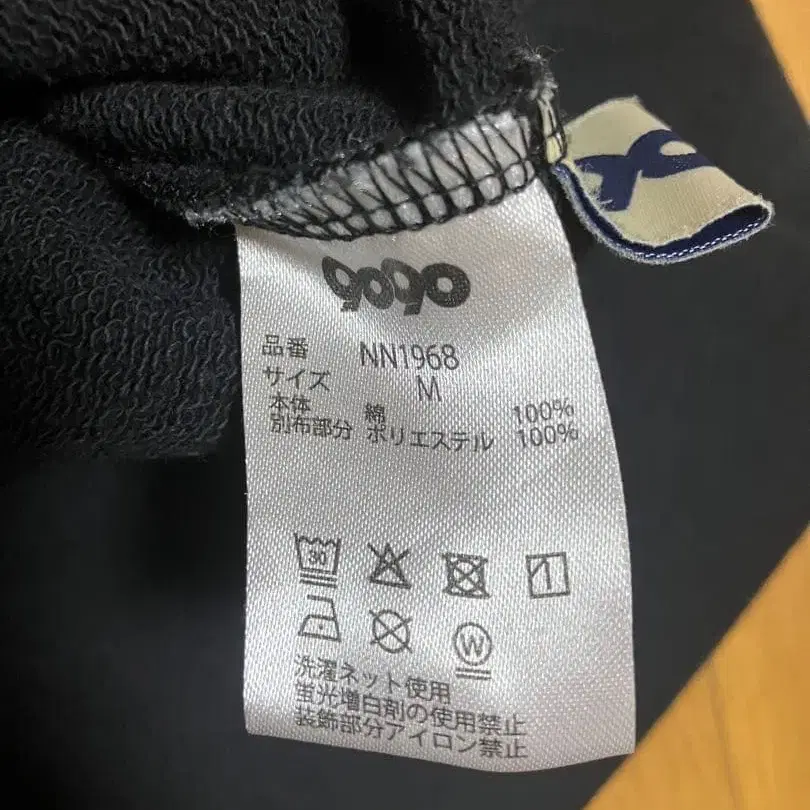 gogo
品番 NN1968
サイズ M
本体 綿 100%
別布部分 ポリエステル 100%
30
W
洗濯ネット使用
蛍光増白剤の使用禁止
装飾部分アイロン禁止